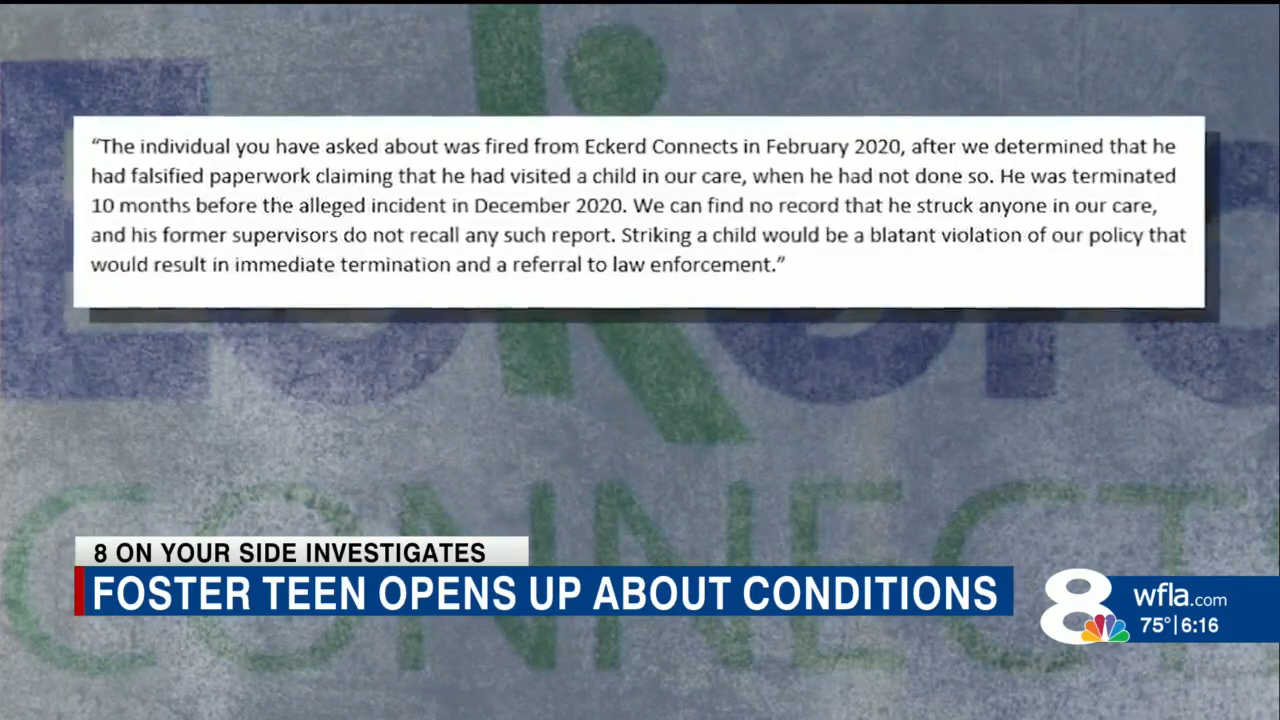 “The individual you have asked about was fired from Eckerd Connects in February 2020, after we determined that he
had falsified paperwork claiming that he had visited a child in our care, when he had not done so. He was terminated
10 months before the alleged incident in December 2020. We can find no record that he struck anyone in our care,
and his former supervisors do not recall any such report. Striking a child would be a blatant violation of our policy that
would result in immediate termination and a referral to law enforcement.”
CONNECT
8 ON YOUR SIDE INVESTIGATES
FOSTER TEEN OPENS UP ABOUT CONDITIONS
8 wfla.com
75°|6:16